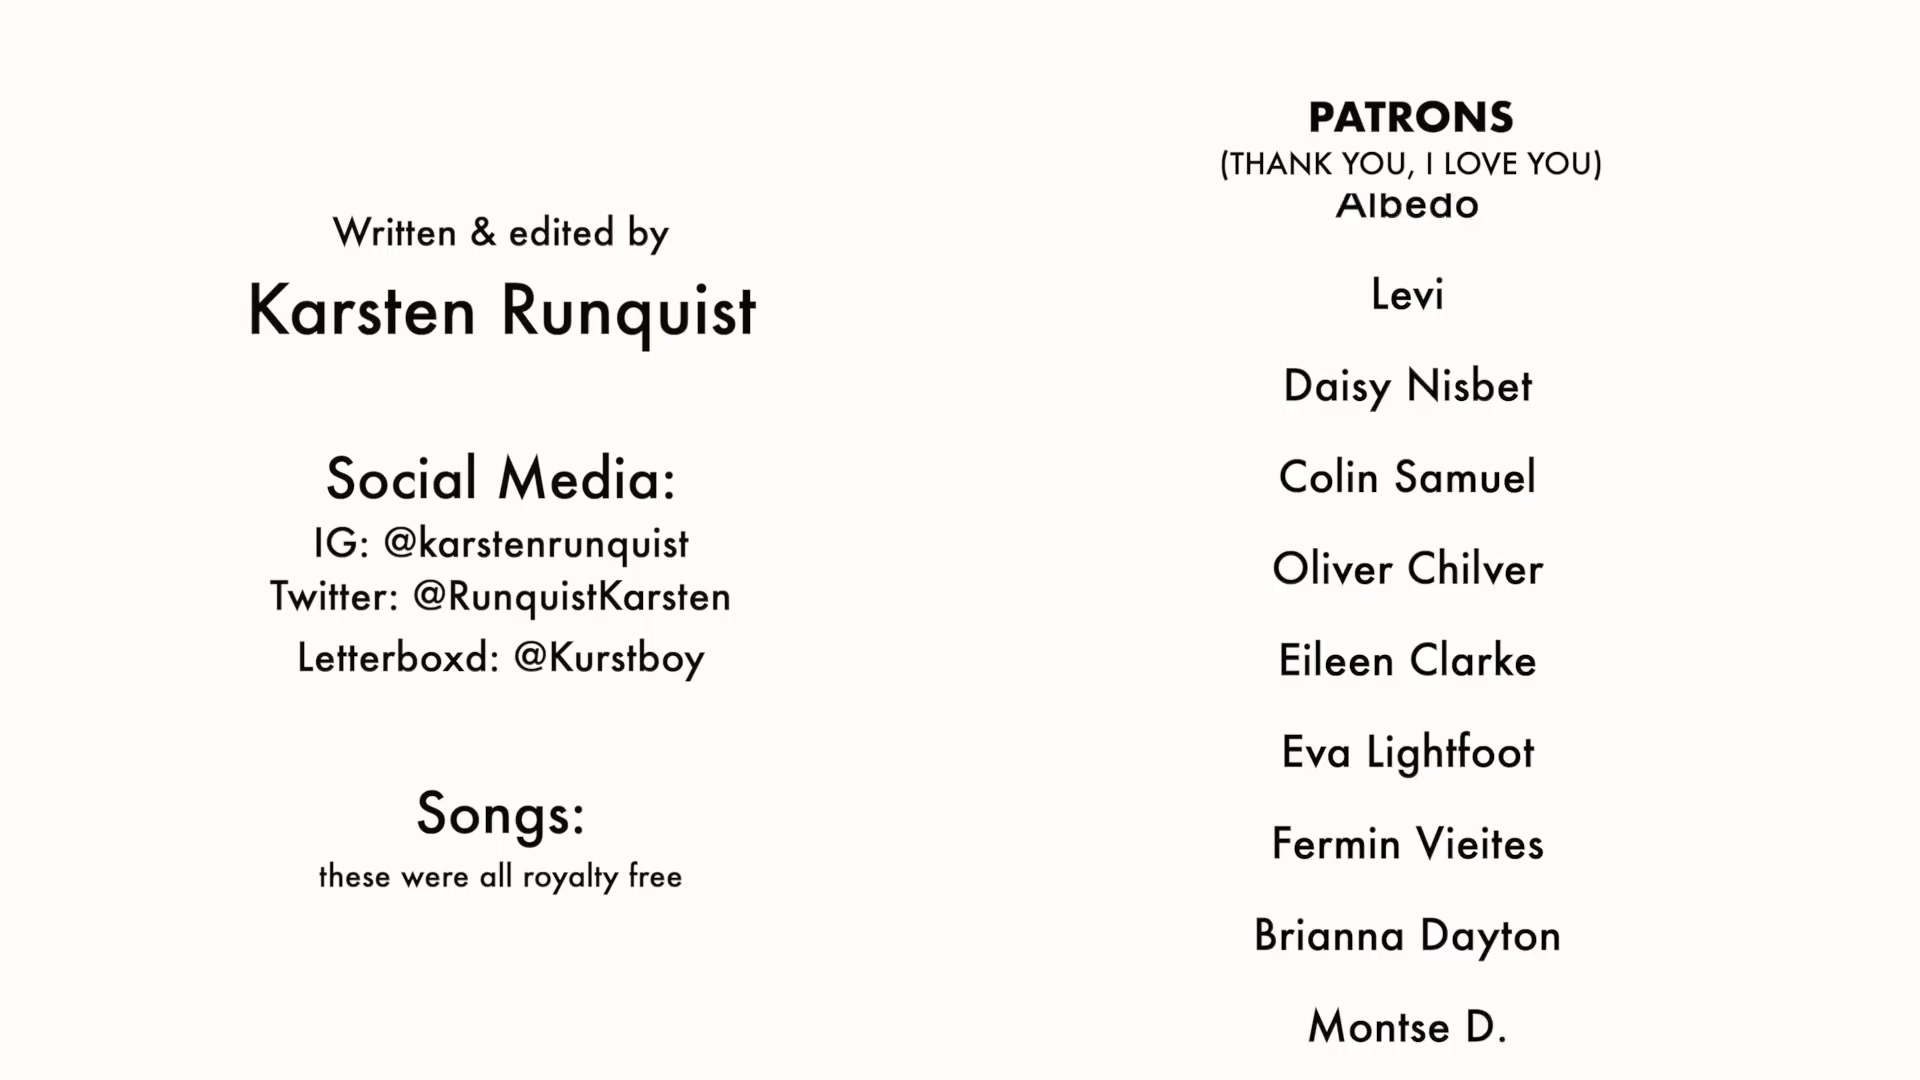 Written & edited by
Karsten Runquist
Social Media:
IG: @karstenrunquist
Twitter: @RunquistKarsten
Letterboxd: @Kurstboy
Songs:
these were all royalty free
PATRONS
(THANK YOU, I LOVE YOU)
Albedo
Levi
Daisy Nisbet
Colin Samuel
Oliver Chilver
Eileen Clarke
Eva Lightfoot
Fermin Vieites
Brianna Dayton
Montse D.